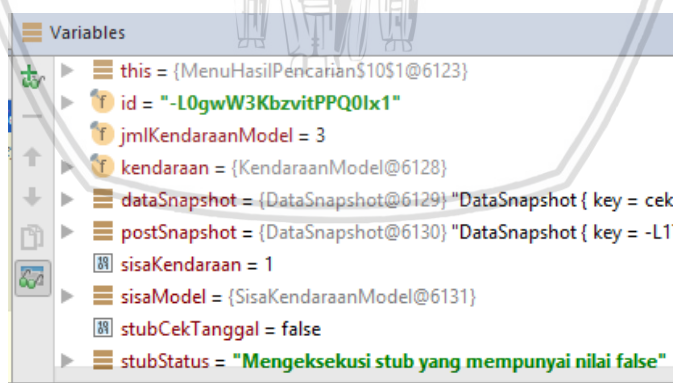 Variables
this = {MenuHasilPencarian$10$1@6123}
id = "-L0gwW3KbzvitPPQ0Ix1"
jmlKendaraanModel = 3
kendaraan = {KendaraanModel@6128}
dataSnapshot = {DataSnapshot@6129} "DataSnapshot { key = cek
postSnapshot = {DataSnapshot@6130} "DataSnapshot { key = -L1
sisaKendaraan = 1
sisaModel = {SisaKendaraanModel@6131}
stubCekTanggal = false
stubStatus = "Mengeksekusi stub yang mempunyai nilai false"